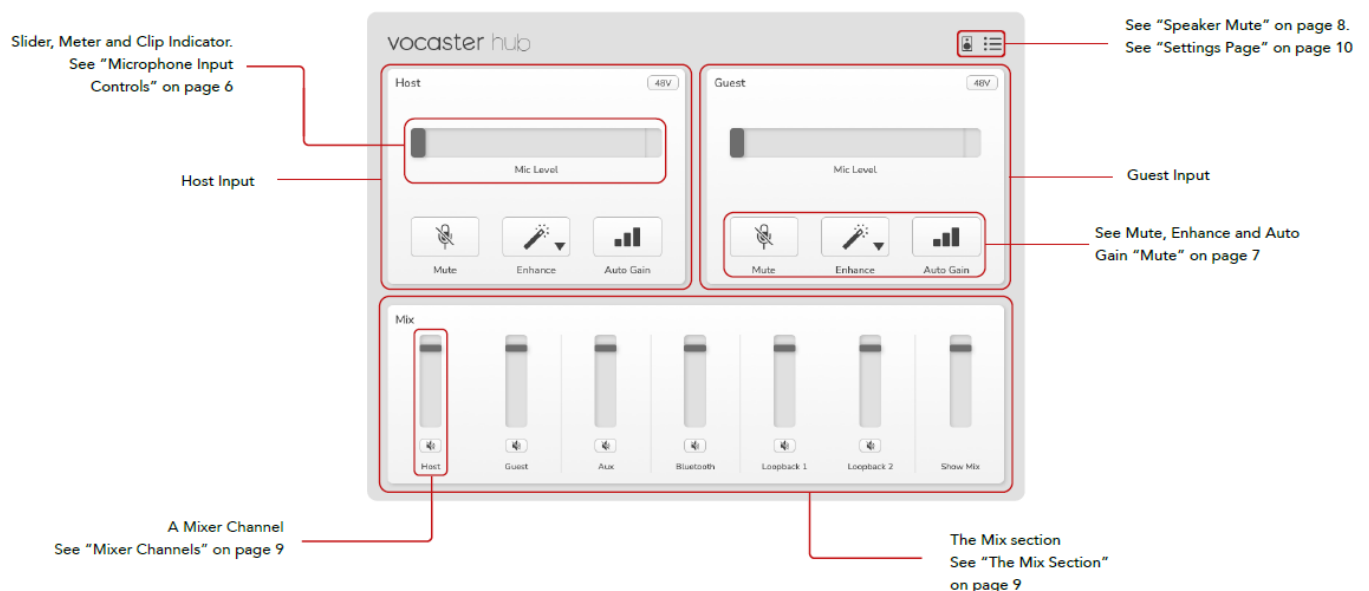 Slider, Meter and Clip Indicator.
See “Microphone Input
Controls” on page 6
Host Input
vocaster hub
See “Speaker Mute” on page 8.
See “Settings Page” on page 10
Host
48V
Mic Level
Mute
Enhance
Auto Gain
Guest
48V
Mic Level
Mute
Enhance
Auto Gain
Guest Input
See Mute, Enhance and Auto
Gain “Mute” on page 7
Mix
Host
Guest
Aux
Bluetooth
Loopback 1
Loopback 2
Show Mix
A Mixer Channel
See “Mixer Channels” on page 9
The Mix section
See “The Mix Section”
on page 9